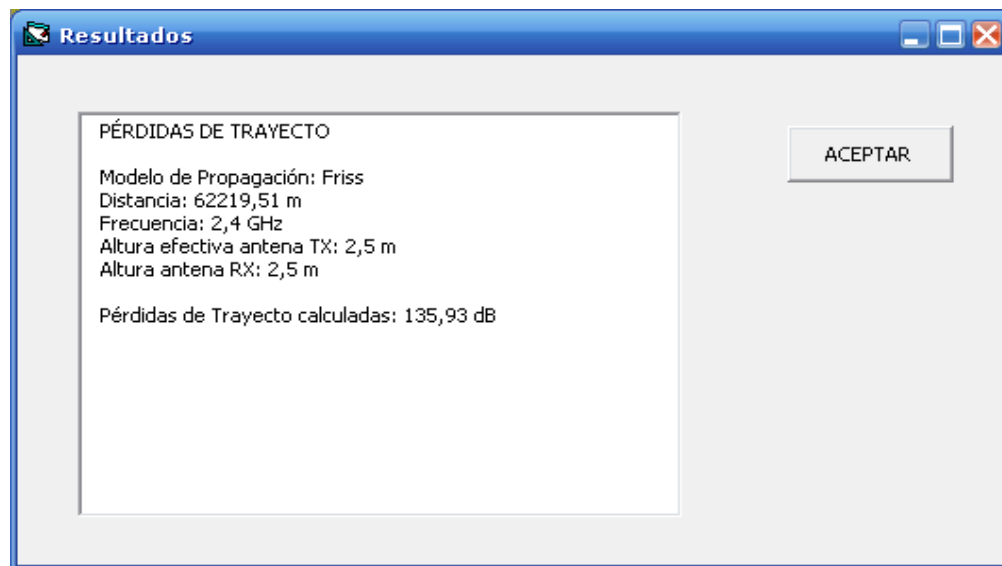 Resultados
PÉRDIDAS DE TRAYECTO
Modelo de Propagación: Friss
Distancia: 62219,51 m
Frecuencia: 2,4 GHz
Altura efectiva antena TX: 2,5 m
Altura antena RX: 2,5 m
Pérdidas de Trayecto calculadas: 135,93 dB
ACEPTAR